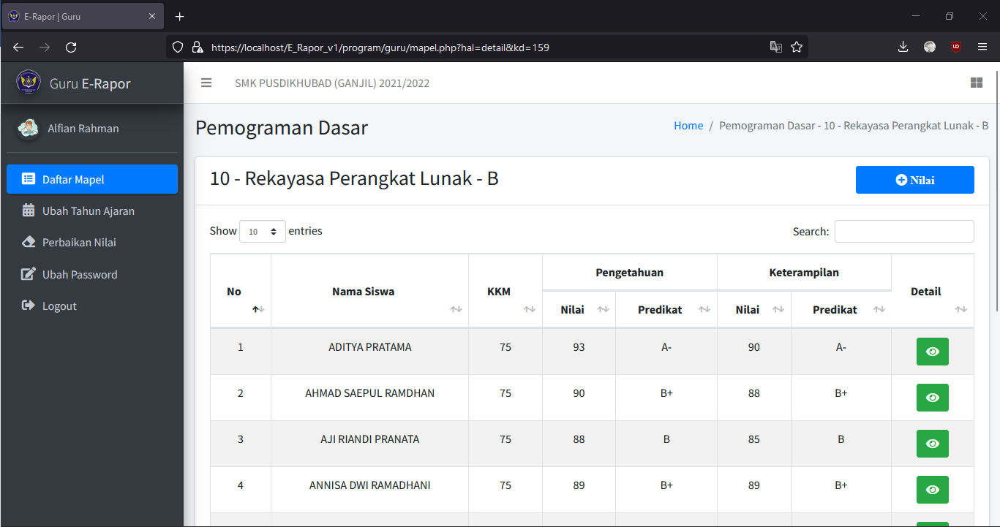 E-Rapor | Guru
https://localhost/E_Rapor_v1/program/guru/mapel.php?hal=detail&kd=159
Guru E-Rapor
SMK PUSDIKHUBAD (GANJIL) 2021/2022
Alfian Rahman
Pemograman Dasar
Home / Pemograman Dasar - 10 - Rekayasa Perangkat Lunak - B
Daftar Mapel
Ubah Tahun Ajaran
Perbaikan Nilai
Ubah Password
Logout
10 - Rekayasa Perangkat Lunak - B
Nilai
Show 10 entries
Search:
No Nama Siswa KKM Pengetahuan Keterampilan Detail
Nilai Predikat Nilai Predikat
1 ADITYA PRATAMA 75 93 A- 90 A-
2 AHMAD SAEPUL RAMDHAN 75 90 B+ 88 B+
3 AJI RIANDI PRANATA 75 88 B 85 B
4 ANNISA DWI RAMADHANI 75 89 B+ 89 B+